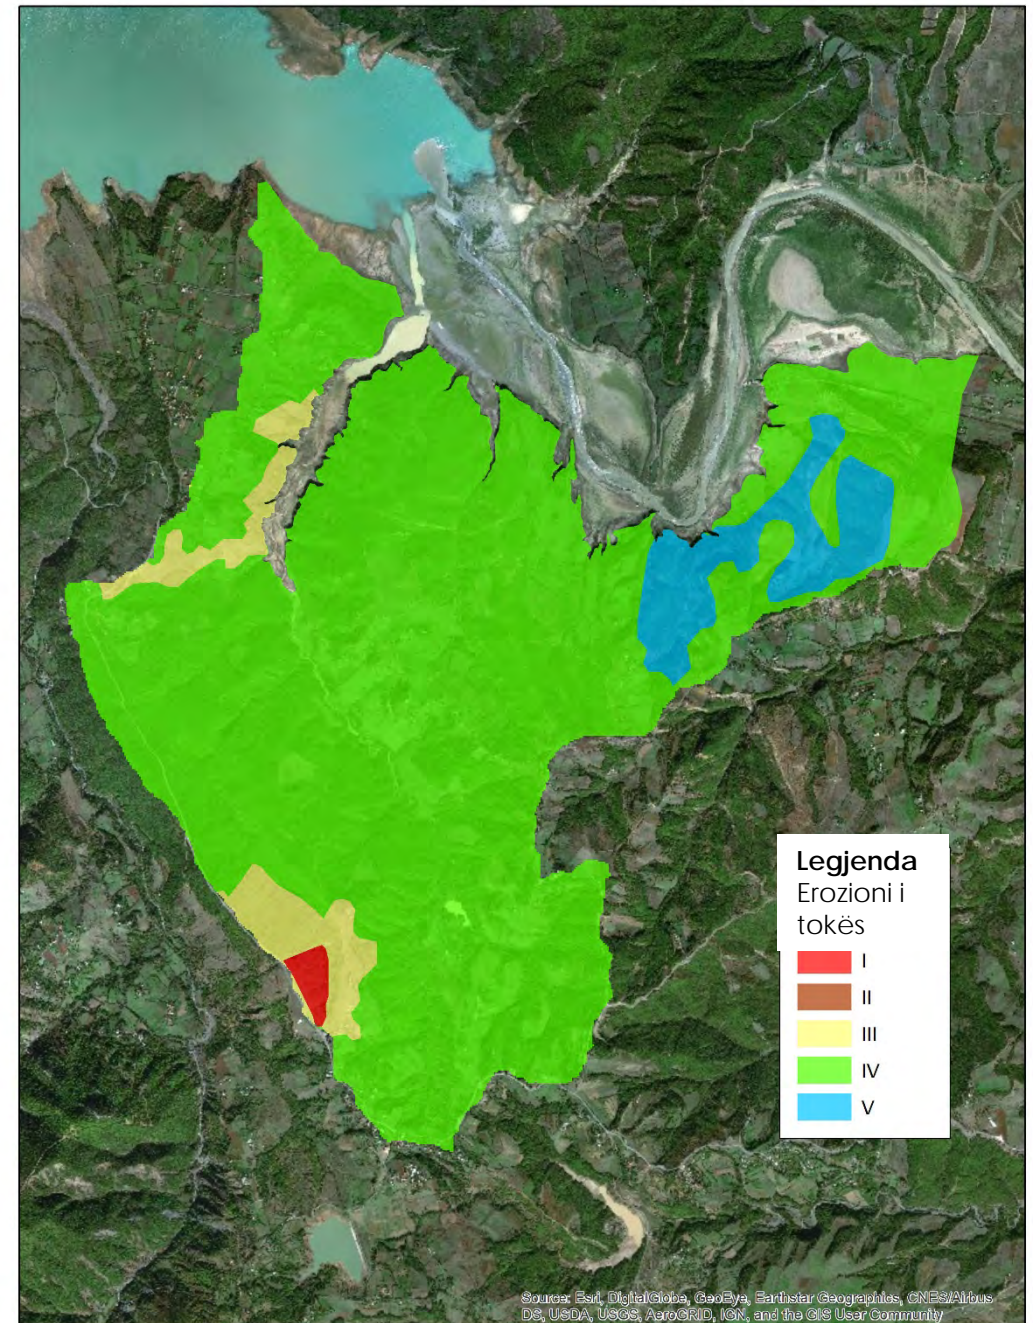 Legjenda
Erozioni i
tokës
I
II
III
IV
V
Source: Esri, DigitalGlobe, GeoEye, Earthstar Geographics, CNES/Airbus
DS, USDA, USGS, AeroGRID, IGN, and the GIS User Community